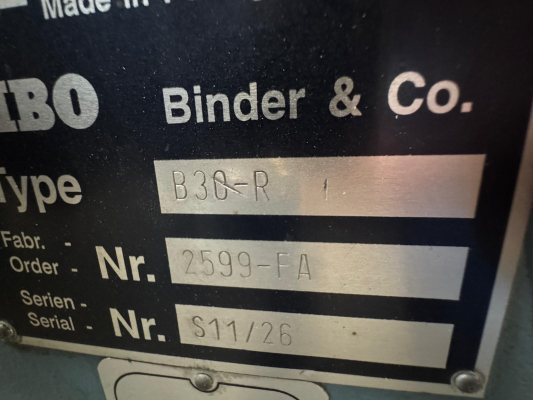 Made in
IBO Binder & Co.
Type B30-R
Fabr. -
Order - Nr. 2599-FA
Serien -
Serial - Nr. S11/26